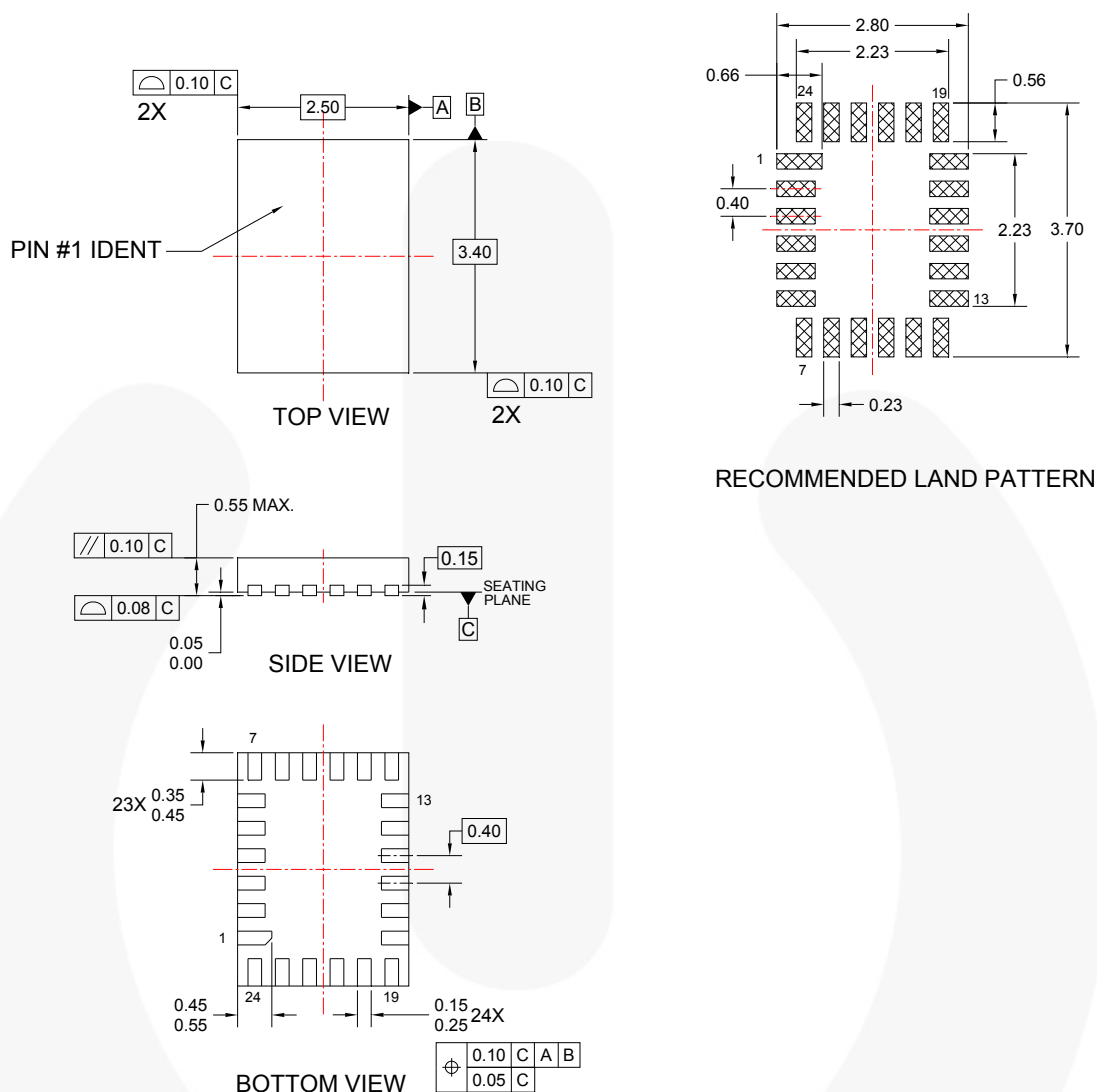 0.10 C
2X
2.50
A
B
PIN #1 IDENT
3.40
0.10 C
2X
TOP VIEW
2.80
2.23
0.66
24
19
0.56
1
0.40
2.23
3.70
13
7
0.23
RECOMMENDED LAND PATTERN
0.55 MAX.
// 0.10 C
0.15
SEATING
PLANE
0.08 C
C
0.05
0.00
SIDE VIEW
7
23X 0.35
0.45
13
0.40
1
24
19
0.45
0.55
0.15
0.25 24X
0.10 C A B
0.05 C
BOTTOM VIEW